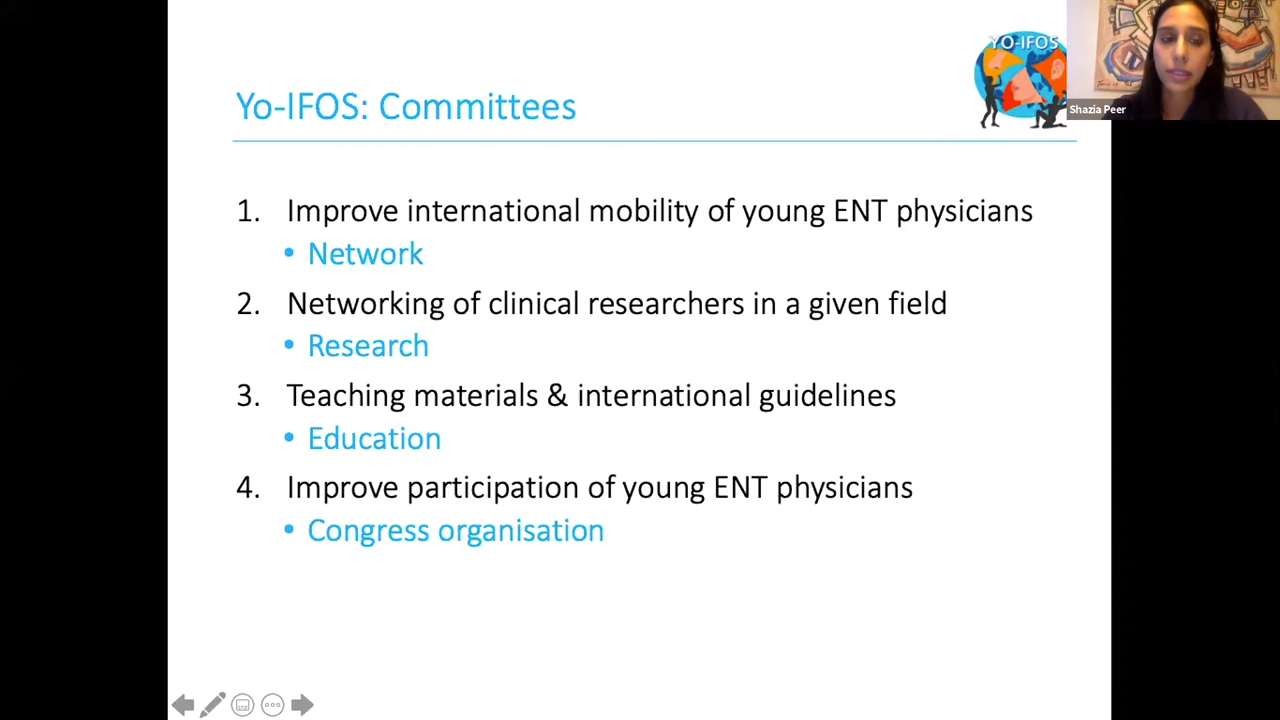 YO-IFOS
Shazia Peer
Yo-IFOS: Committees
1. Improve international mobility of young ENT physicians
• Network
2. Networking of clinical researchers in a given field
• Research
3. Teaching materials & international guidelines
• Education
4. Improve participation of young ENT physicians
• Congress organisation